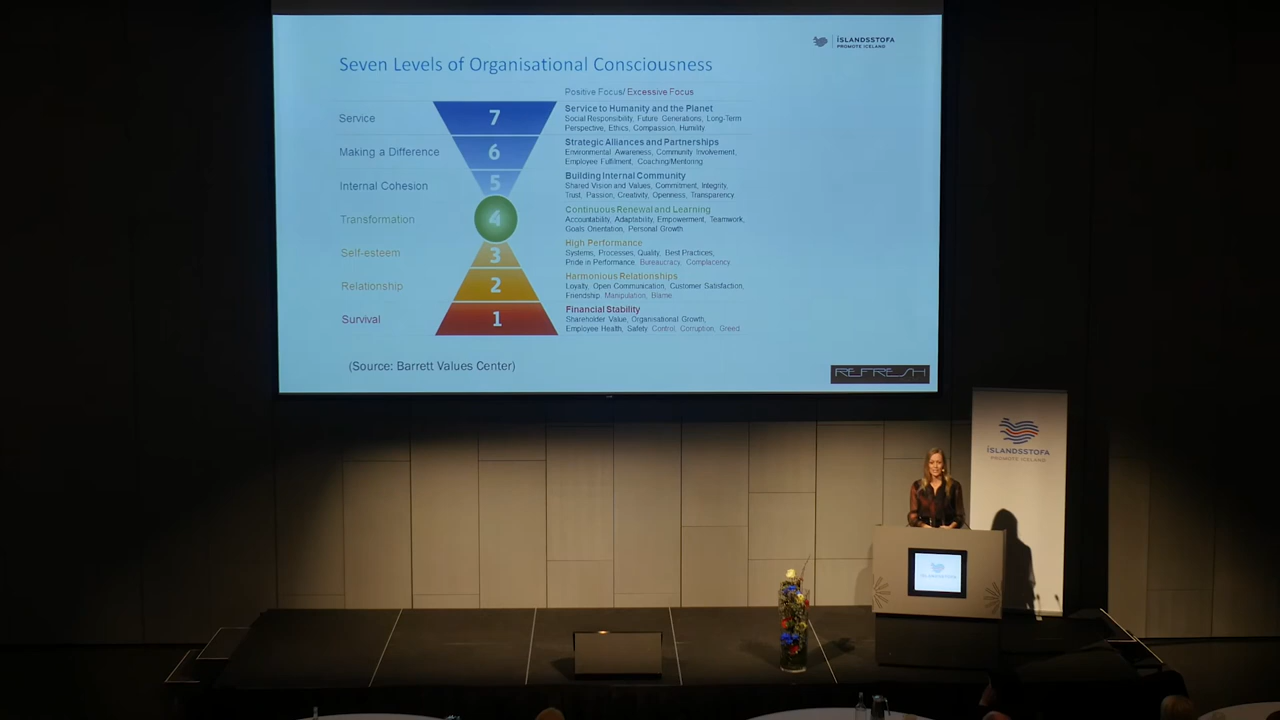 ÍSLANDSSTOFA
PROMOTE ICELAND
Seven Levels of Organisational Consciousness
Positive Focus/ Excessive Focus
Service
7
Service to Humanity and the Planet
Social Responsibility, Future Generations, Long-Term
Perspective, Ethics, Compassion, Humility
Making a Difference
6
Strategic Alliances and Partnerships
Environmental Awareness, Community Involvement,
Employee Fulfilment, Coaching/Mentoring
Internal Cohesion
5
Building Internal Community
Shared Vision and Values, Commitment, Integrity,
Trust, Passion, Creativity, Openness, Transparency
Transformation
4
Continuous Renewal and Learning
Accountability, Adaptability, Empowerment, Teamwork,
Goals Orientation, Personal Growth
Self-esteem
3
High Performance
Systems, Processes, Quality, Best Practices,
Pride in Performance. Bureaucracy, Complacency
Relationship
2
Harmonious Relationships
Loyalty, Open Communication, Customer Satisfaction,
Friendship. Manipulation, Blame
Survival
1
Financial Stability
Shareholder Value, Organisational Growth,
Employee Health, Safety. Control, Corruption, Greed
(Source: Barrett Values Center)
REFRESH
ÍSLANDSSTOFA
PROMOTE ICELAND